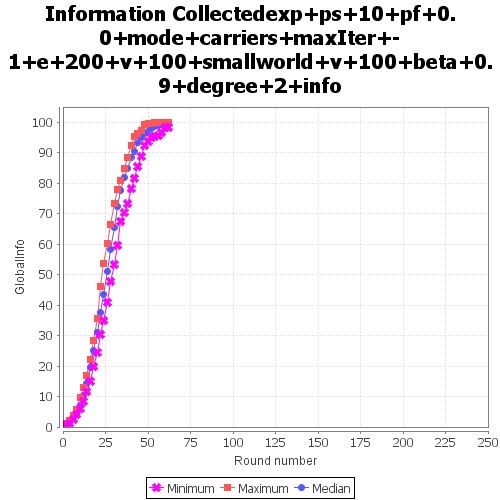 Information Collectedexp+ps+10+pf+0.
0+mode+carriers+maxIter+-
1+e+200+v+100+smallworld+v+100+beta+0.
9+degree+2+info
100
90
80
70
60
50
40
30
20
10
0
GlobalInfo
0 25 50 75 100 125 150 175 200 225 250
Round number
Minimum Maximum Median